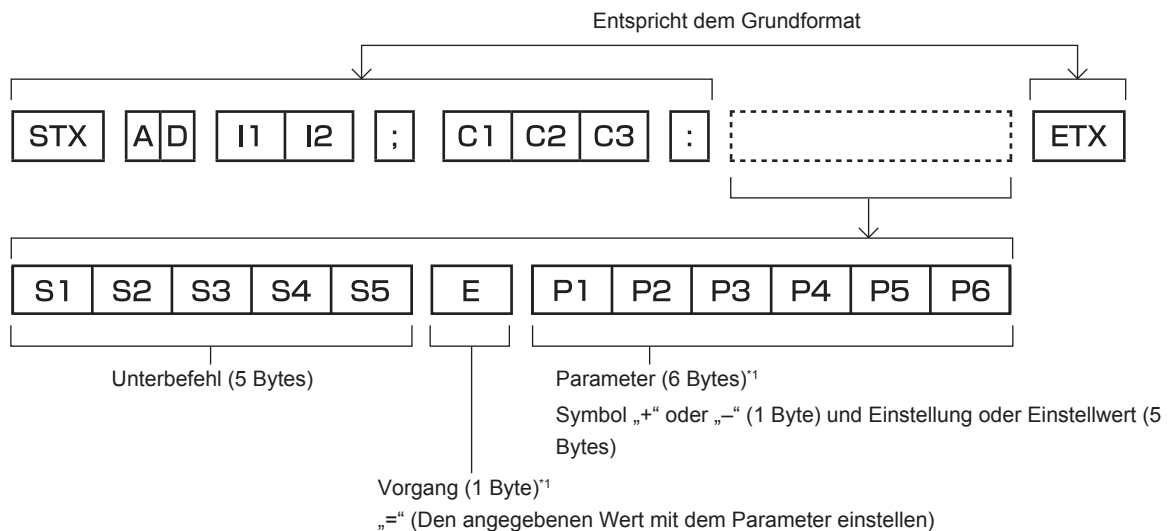 Entspricht dem Grundformat
STX A D I1 I2 ; C1 C2 C3 : ETX
S1 S2 S3 S4 S5 E P1 P2 P3 P4 P5 P6
Unterbefehl (5 Bytes)
Parameter (6 Bytes)*1
Symbol „+“ oder „–“ (1 Byte) und Einstellung oder Einstellwert (5
Bytes)
Vorgang (1 Byte)*1
„=“ (Den angegebenen Wert mit dem Parameter einstellen)